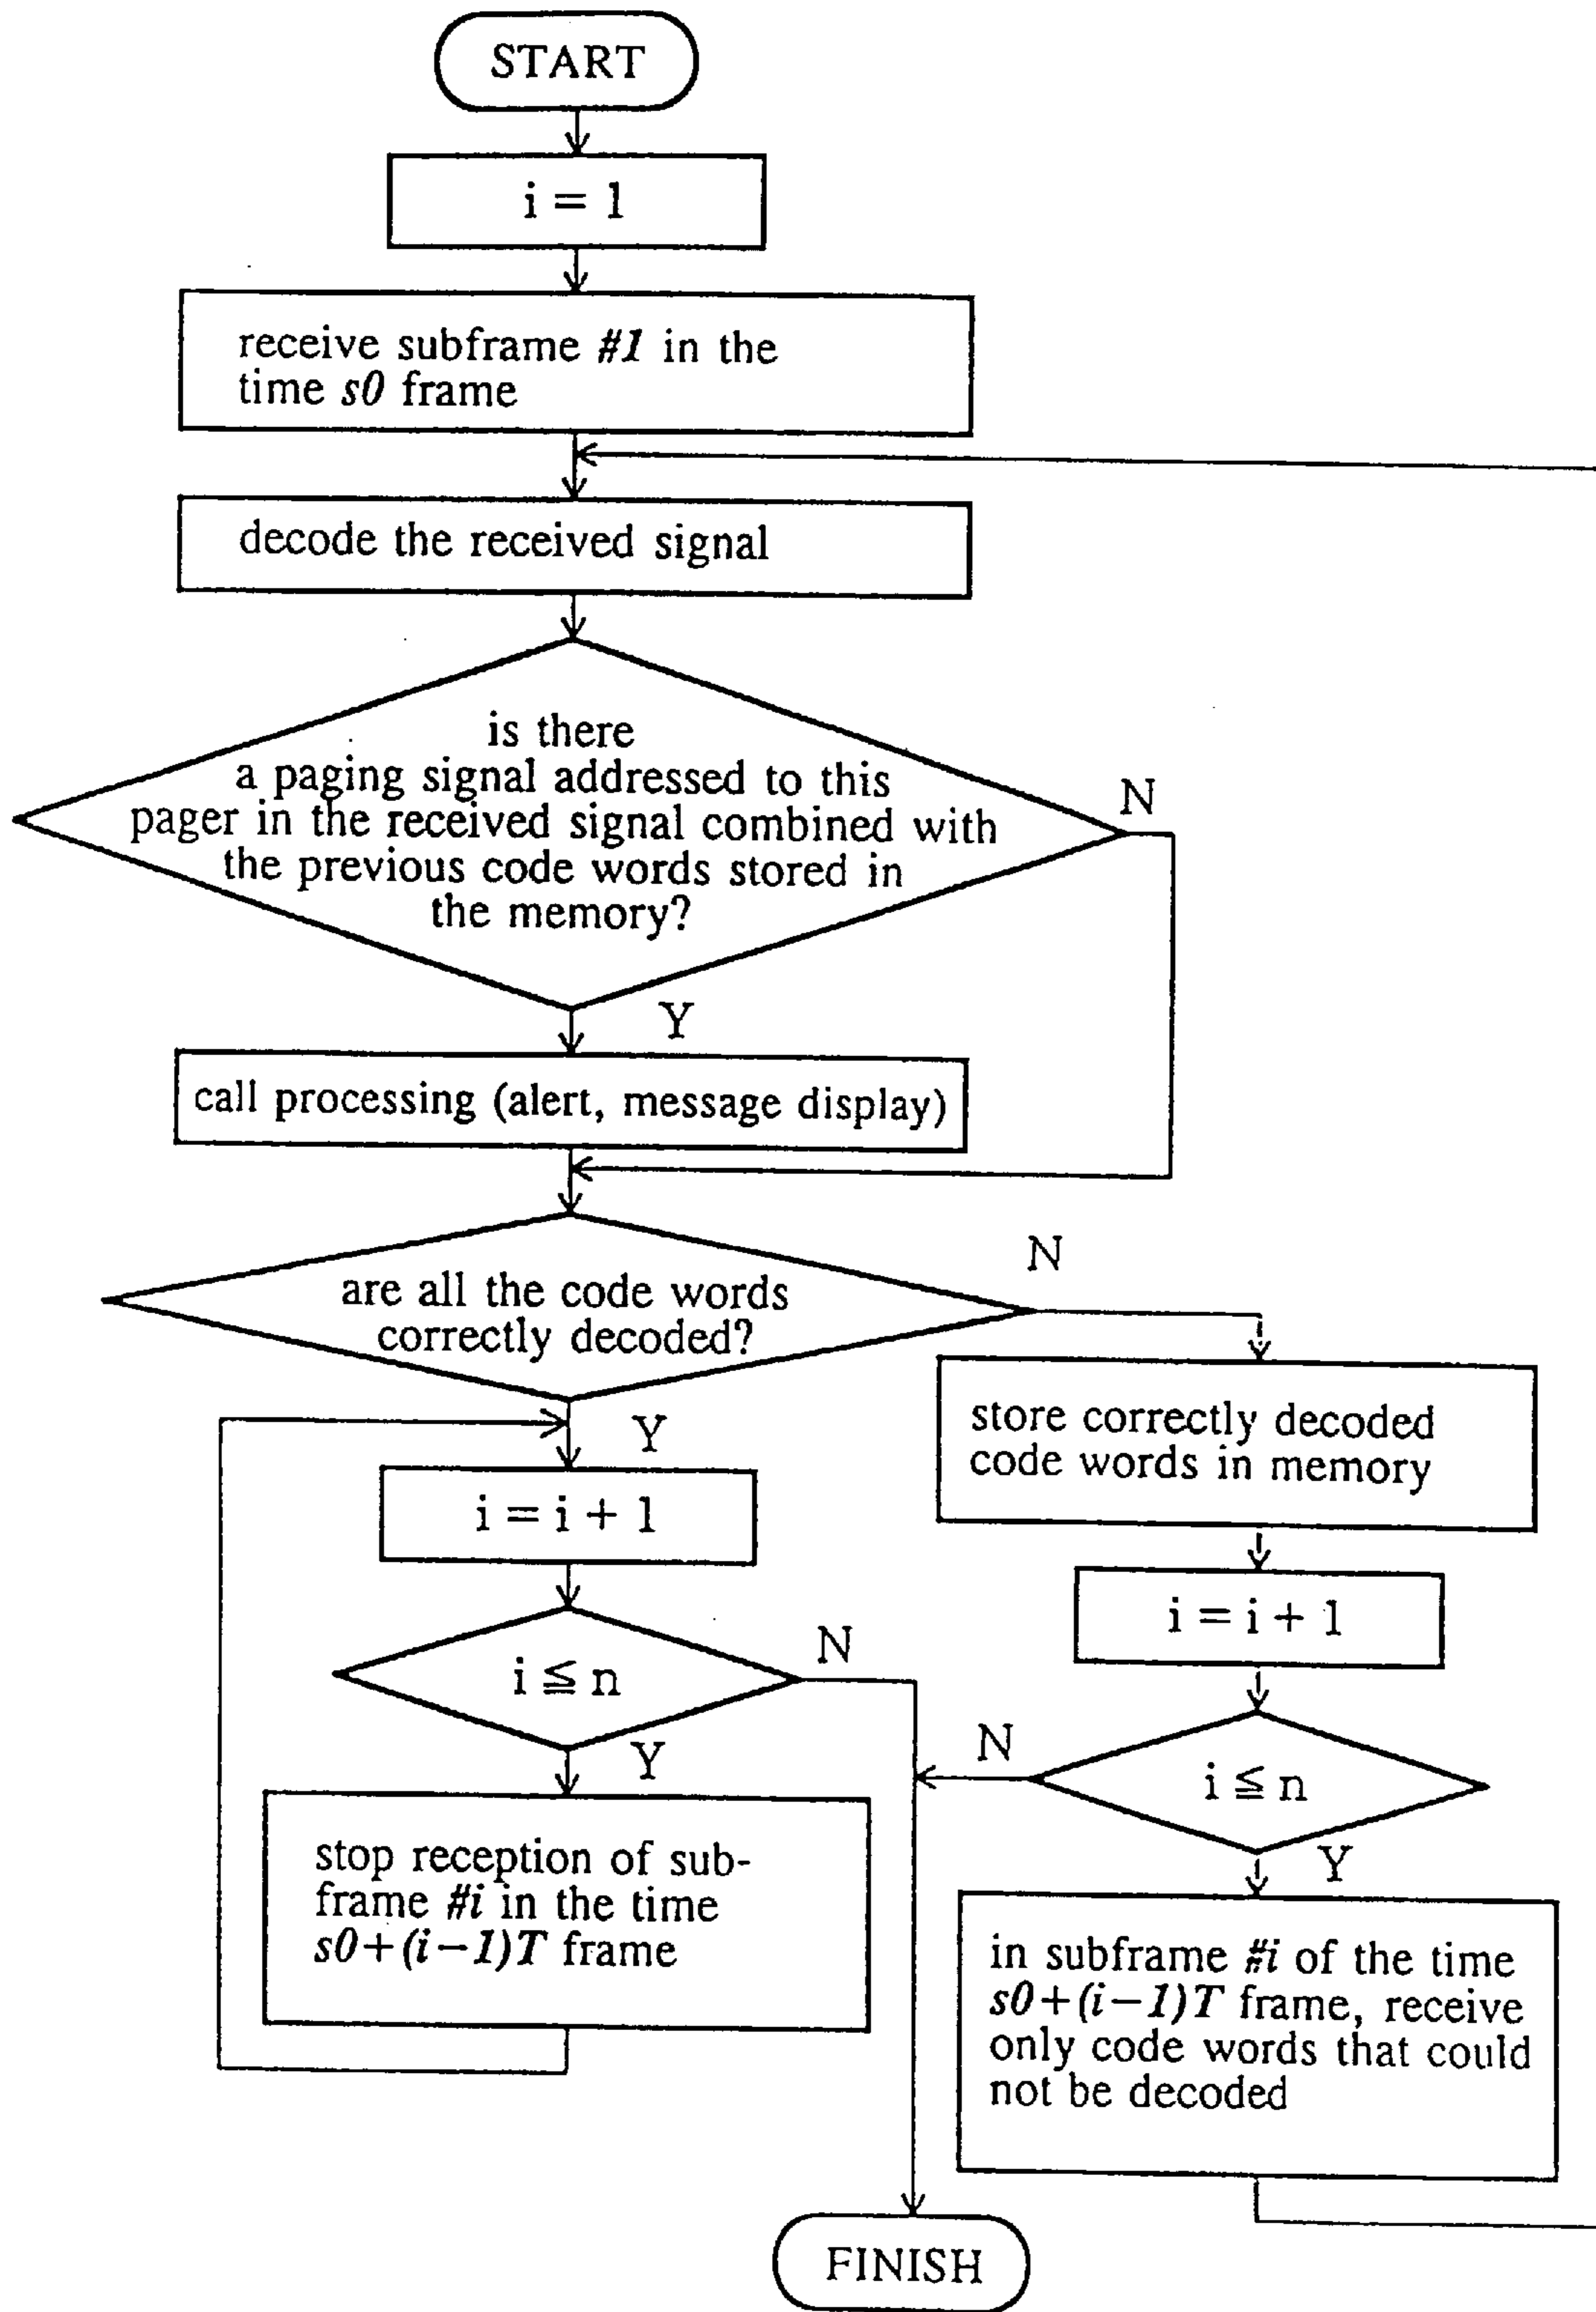 START
i = 1
receive subframe #1 in the
time s0 frame
decode the received signal
is there
a paging signal addressed to this
pager in the received signal combined with
the previous code words stored in
the memory?
N
Y
call processing (alert, message display)
are all the code words
correctly decoded?
N
Y
store correctly decoded
code words in memory
i = i + 1
i = i + 1
i ≦ n
N
Y
i ≦ n
N
Y
stop reception of sub-
frame #i in the time
s0+(i−1)T frame
in subframe #i of the time
s0+(i−1)T frame, receive
only code words that could
not be decoded
FINISH